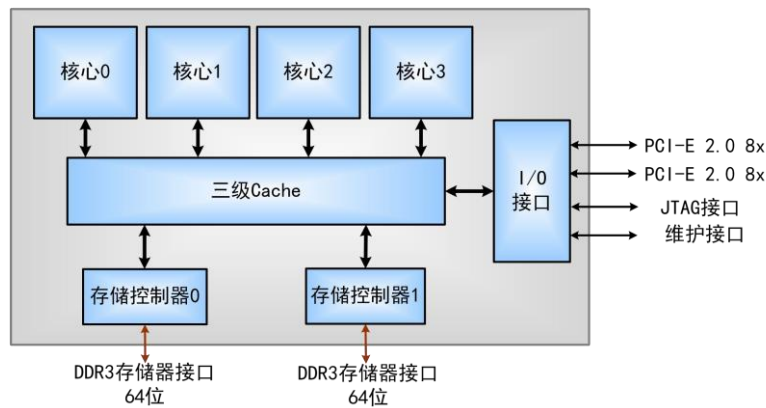 核心0
核心1
核心2
核心3
三级Cache
I/O
接口
PCI-E 2.0 8x
PCI-E 2.0 8x
JTAG接口
维护接口
存储控制器0
存储控制器1
DDR3存储器接口
64位
DDR3存储器接口
64位